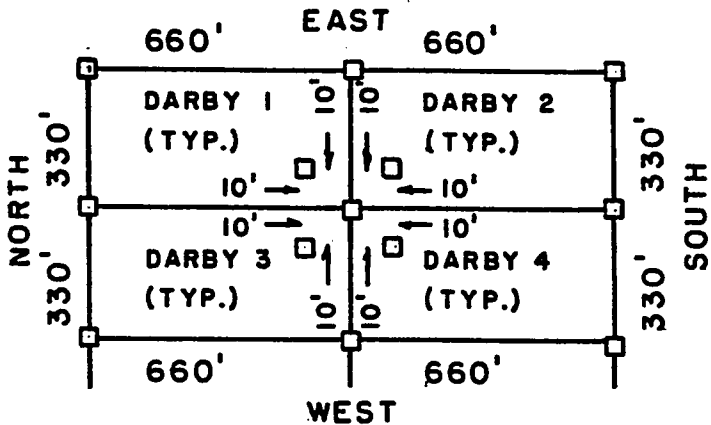 EAST
660' 660'
DARBY 1 10' 10' DARBY 2
(TYP.) (TYP.)
330' 330'
10' 10'
NORTH SOUTH
10' 10'
DARBY 3 DARBY 4
(TYP.) 10' 10' (TYP.)
330' 330'
660' 660'
WEST